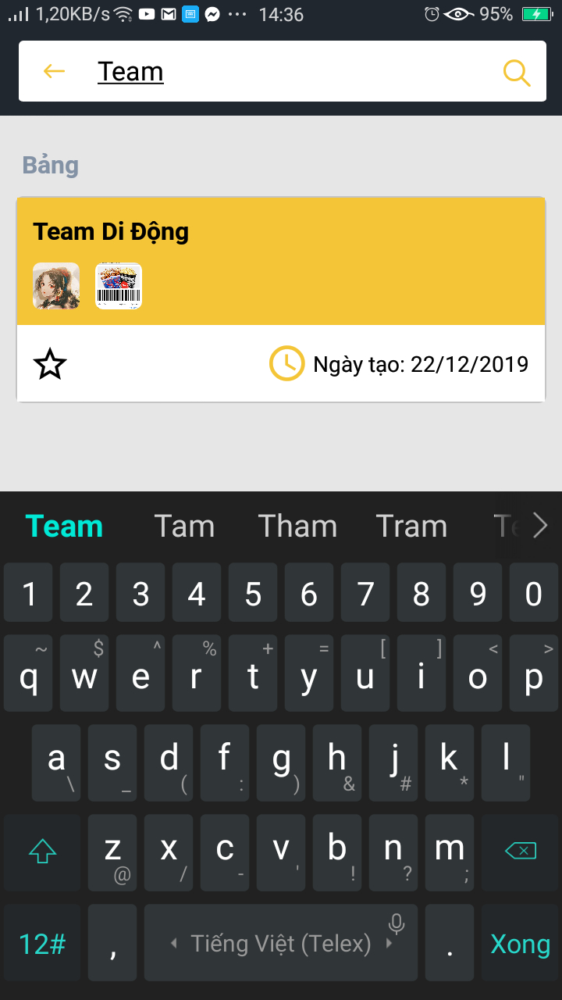 1,20KB/s ··· 14:36 95%
Team
Bảng
Team Di Động
Ngày tạo: 22/12/2019
Team Tam Tham Tram
1 2 3 4 5 6 7 8 9 0
~ $ ^ % + = [ ] < >
q w e r t y u i o p
a s d f g h j k l
\ _ ( : ) & # * "
z x c v b n m
@ / - ' ! ? ;
12# , Tiếng Việt (Telex) . Xong